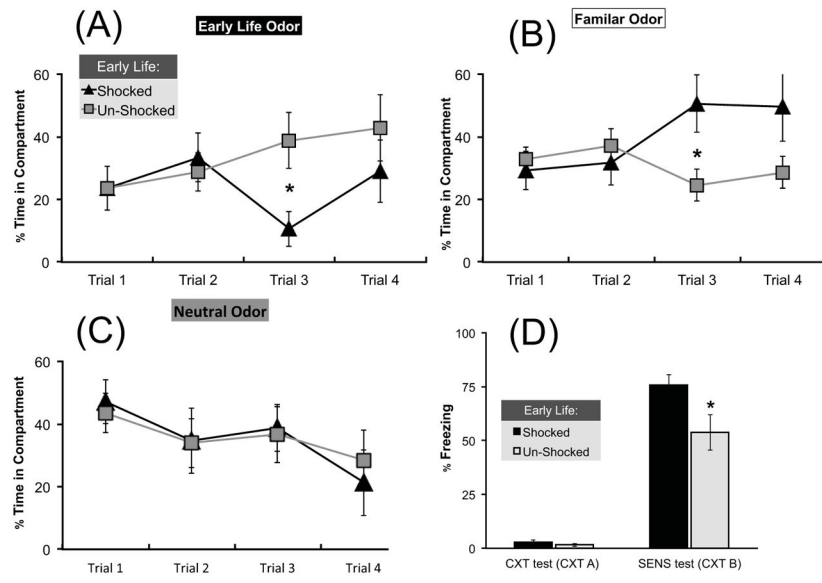 (A)
Early Life Odor
Early Life:
Shocked
Un-Shocked
% Time in Compartment
60
40
20
0
*
Trial 1 Trial 2 Trial 3 Trial 4
(B)
Familar Odor
% Time in Compartment
60
40
20
0
*
Trial 1 Trial 2 Trial 3 Trial 4
(C)
Neutral Odor
% Time in Compartment
60
40
20
0
Trial 1 Trial 2 Trial 3 Trial 4
(D)
% Freezing
100
75
50
25
0
Early Life:
Shocked
Un-Shocked
*
CXT test (CXT A) SENS test (CXT B)